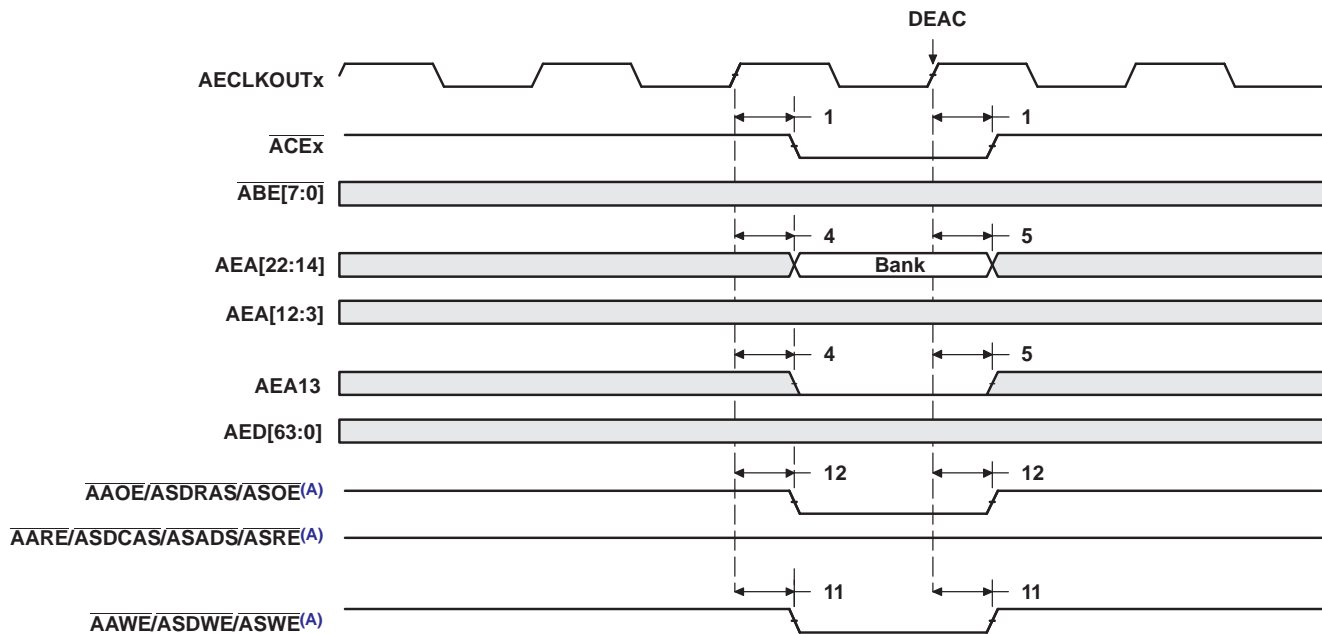 DEAC
AECLKOUTx
1 1
ACEx
ABE[7:0]
4 5
AEA[22:14] Bank
AEA[12:3]
4 5
AEA13
AED[63:0]
12 12
AAOE/ASDRAS/ASOE(A)
AARE/ASDCAS/ASADS/ASRE(A)
11 11
AAWE/ASDWE/ASWE(A)